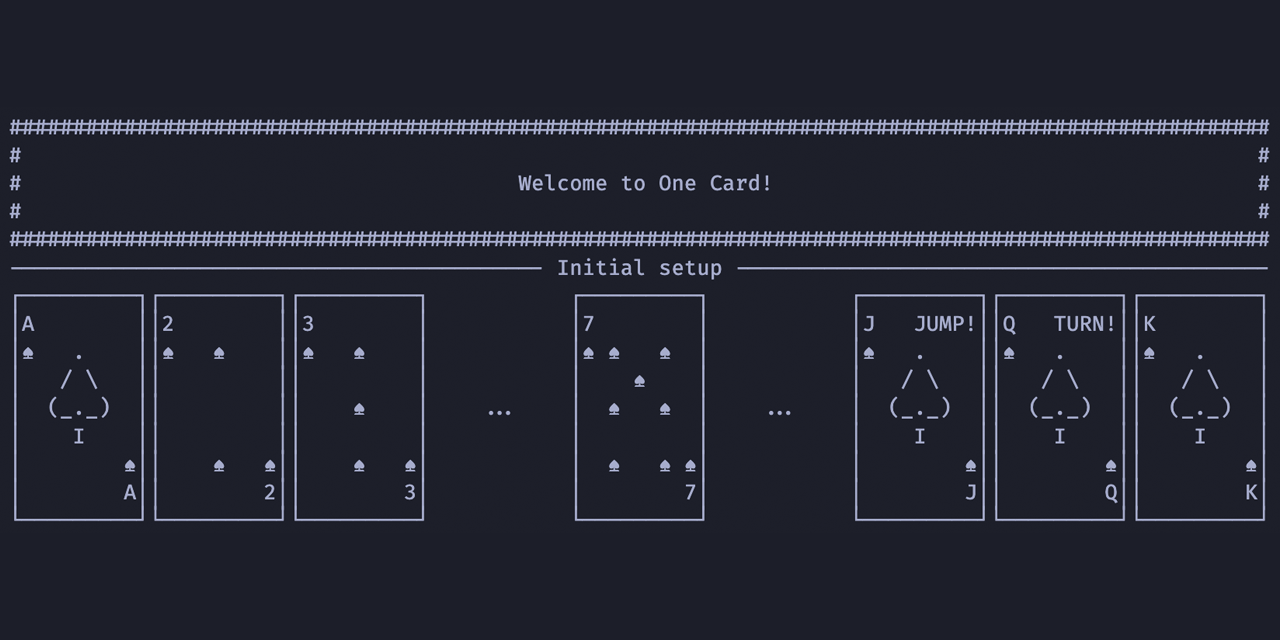 ####################################################################################################
#                                                                                                  #
#                                       Welcome to One Card!                                       #
#                                                                                                  #
####################################################################################################
Initial setup
A 2 3 7 J JUMP! Q TURN! K
♠ . ♠ ♠ ♠ ♠ ♠ ♠ ♠ ♠ . ♠ . ♠ .
/ \ ♠ / \ / \ / \
(_._) ♠ ... ♠ ♠ ... (_._) (_._) (_._)
I I I I
♠ ♠ ♠ ♠ ♠ ♠ ♠ ♠ ♠ ♠ ♠
A 2 3 7 J Q K